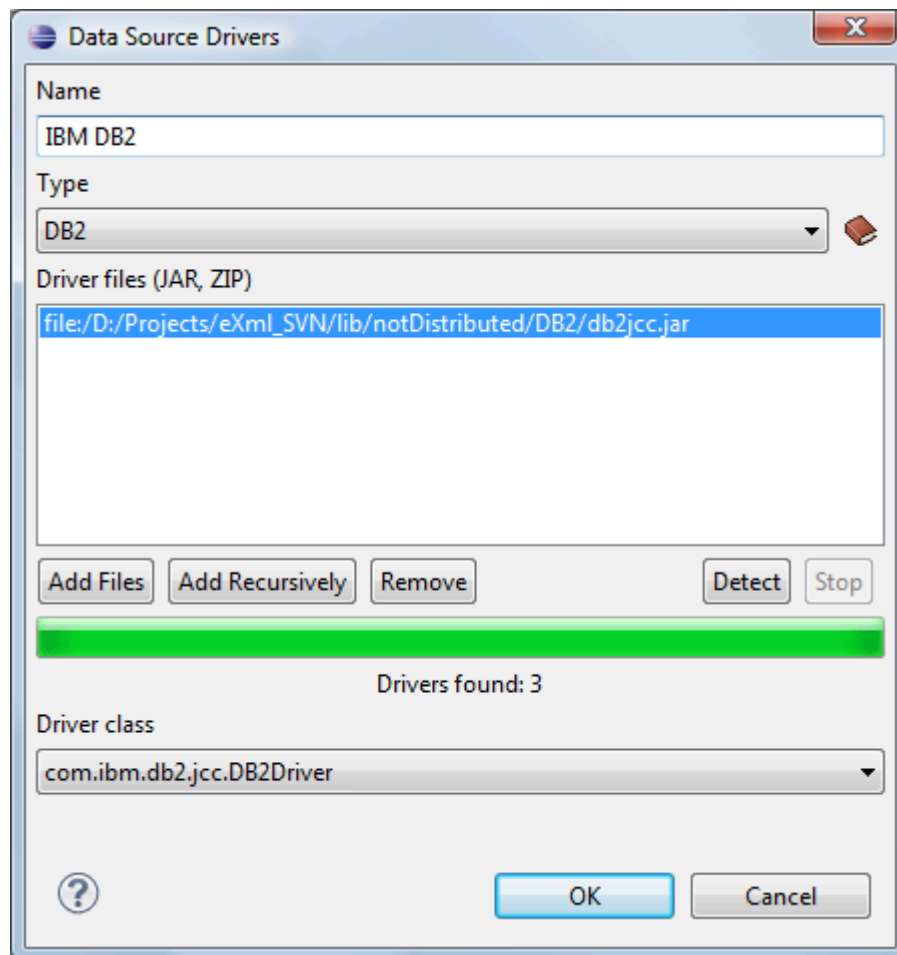 Data Source Drivers
Name
IBM DB2
Type
DB2
Driver files (JAR, ZIP)
file:/D:/Projects/eXml_SVN/lib/notDistributed/DB2/db2jcc.jar
Add Files Add Recursively Remove Detect Stop
Drivers found: 3
Driver class
com.ibm.db2.jcc.DB2Driver
? OK Cancel